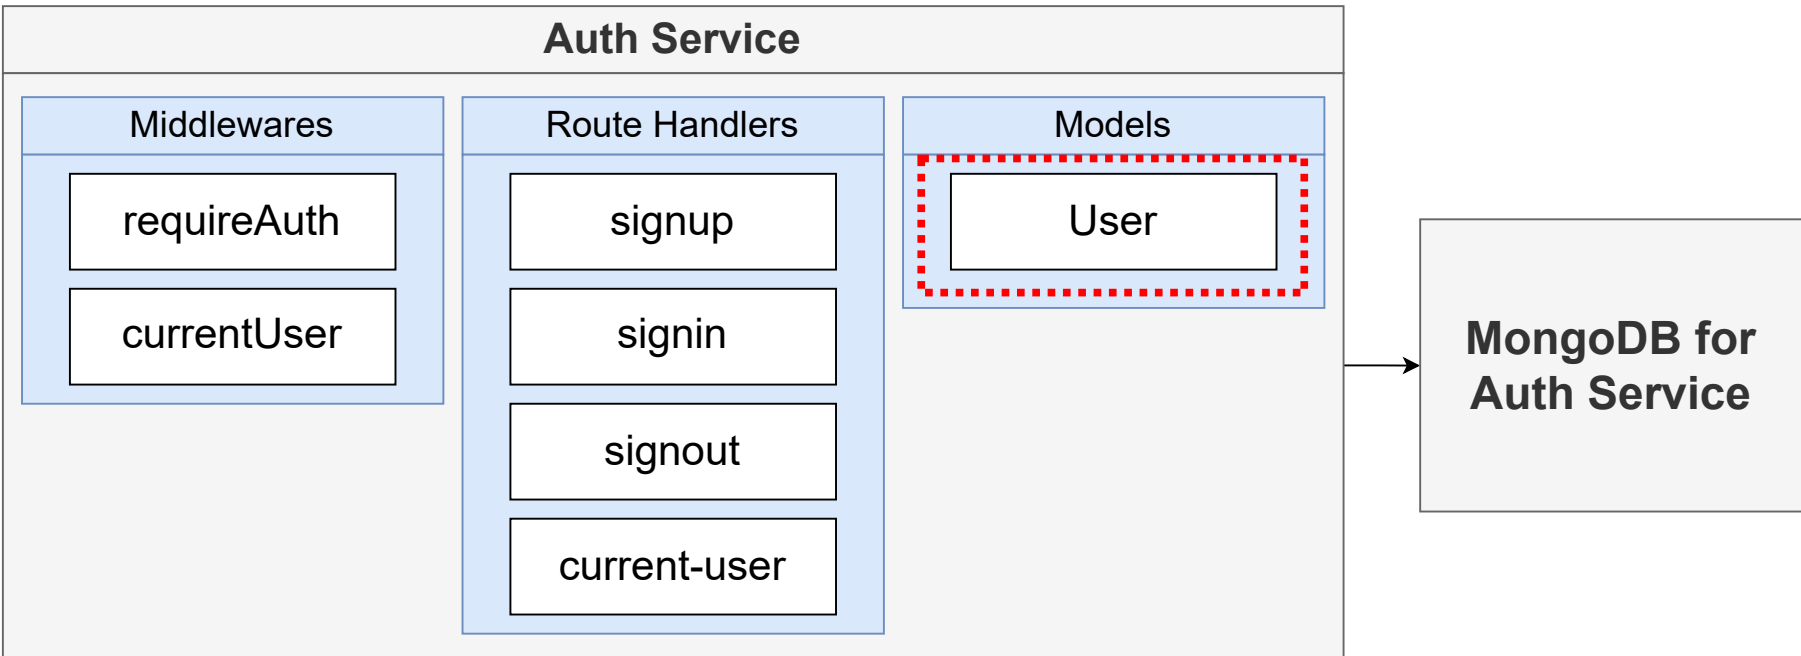 Auth Service
Middlewares
requireAuth
currentUser
Route Handlers
signup
signin
signout
current-user
Models
User
MongoDB for
Auth Service